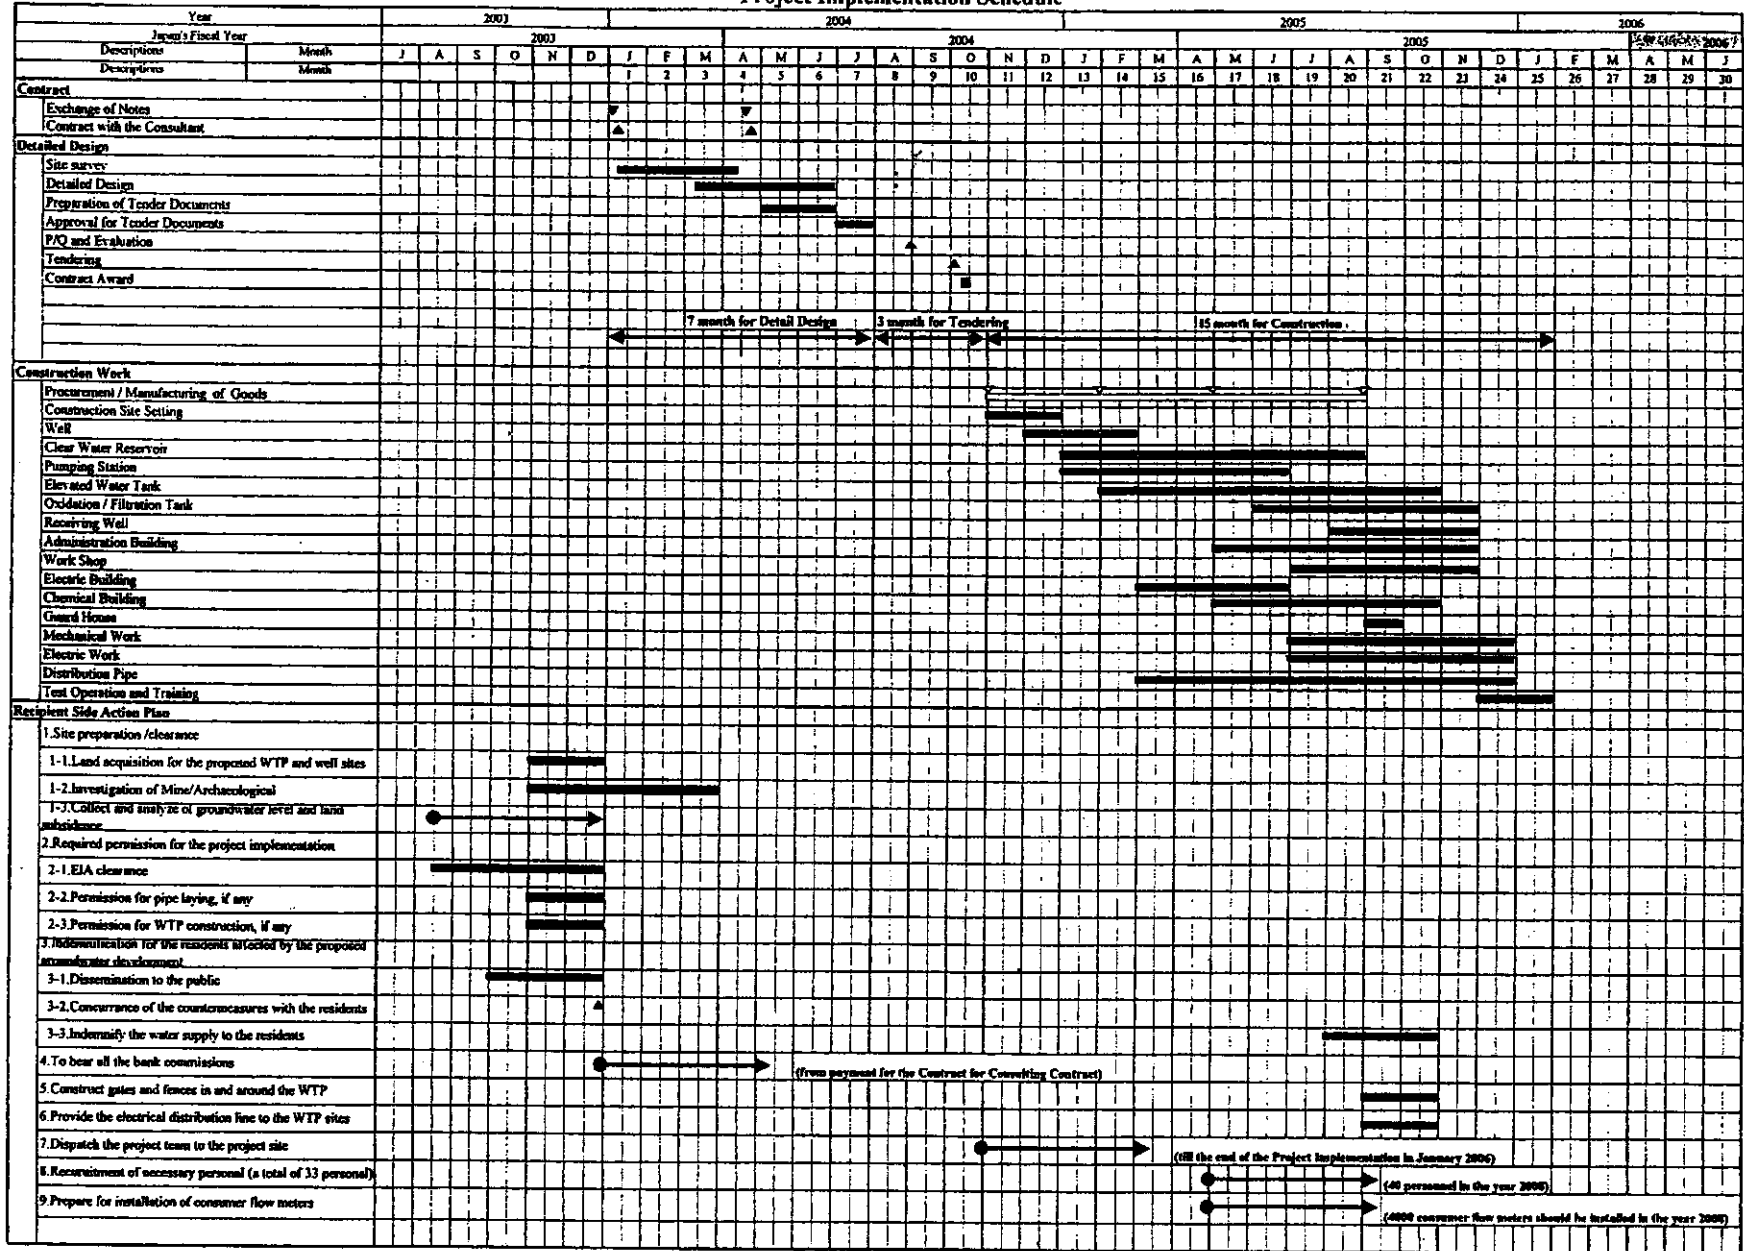 Project Implementation Schedule
Year 2003 2004 2005 2006
Japan's Fiscal Year 2003 2004 2005 2006
Descriptions Month J A S O N D J F M A M J J A S O N D J F M A M J J A S O N D J F M A M J
Descriptions Month 1 2 3 4 5 6 7 8 9 10 11 12 13 14 15 16 17 18 19 20 21 22 23 24 25 26 27 28 29 30
Contract
Exchange of Notes
Contract with the Consultant
Detailed Design
Site survey
Detailed Design
Preparation of Tender Documents
Approval for Tender Documents
P/Q and Evaluation
Tendering
Contract Award
7 month for Detail Design 3 month for Tendering 15 month for Construction
Construction Work
Procurement / Manufacturing of Goods
Construction Site Setting
Well
Clear Water Reservoir
Pumping Station
Elevated Water Tank
Oxidation / Filtration Tank
Receiving Well
Administration Building
Work Shop
Electric Building
Chemical Building
Guard House
Mechanical Work
Electric Work
Distribution Pipe
Test Operation and Training
Recipient Side Action Plan
1.Site preparation /clearance
1-1.Land acquisition for the proposed WTP and well sites
1-2.Investigation of Mine/Archaeological
1-3.Collect and analyze of groundwater level and land
subsidence
2.Required permission for the project implementation
2-1.EIA clearance
2-2.Permission for pipe laying, if any
2-3.Permission for WTP construction, if any
3.Indemnification for the residents affected by the proposed
groundwater development
3-1.Dissemination to the public
3-2.Concurrance of the countermeasures with the residents
3-3.Indemnify the water supply to the residents
4.To bear all the bank commissions (from payment for the Contract for Consulting Contract)
5.Construct gates and fences in and around the WTP
6.Provide the electrical distribution line to the WTP sites
7.Dispatch the project team to the project site (till the end of the Project Implementation in January 2006)
8.Recuruitment of necessary personal (a total of 33 personal) (40 personnel in the year 2005)
9.Prepare for installation of consumer flow meters (4000 consumer flow meters should be installed in the year 2005)